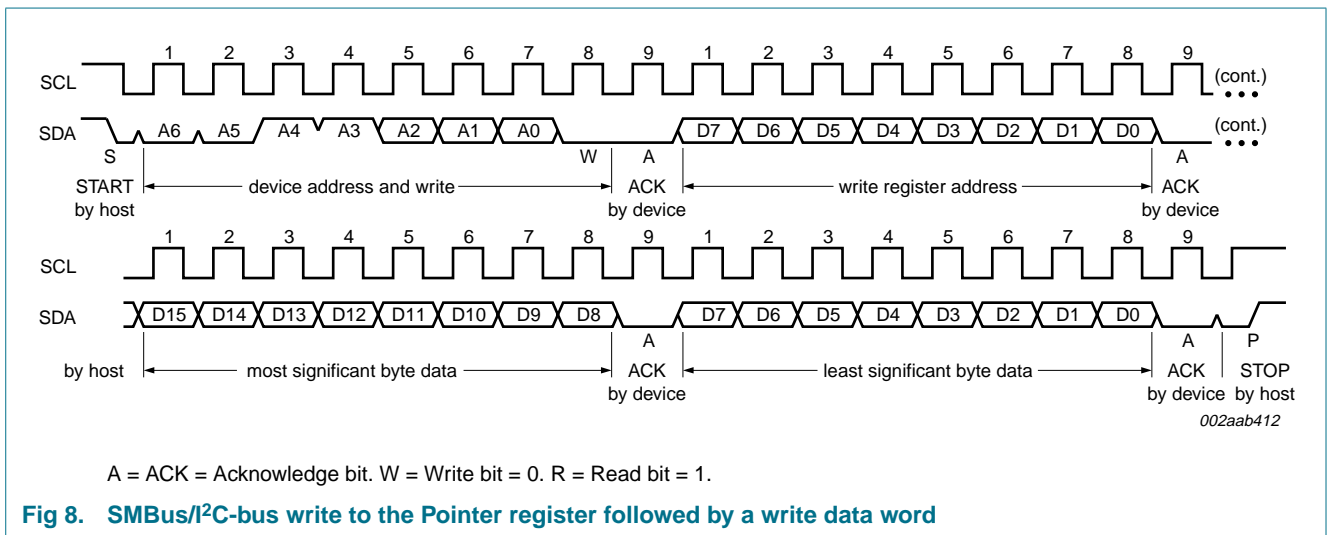 1 2 3 4 5 6 7 8 9 1 2 3 4 5 6 7 8 9
SCL (cont.)
SDA A6 A5 A4 A3 A2 A1 A0 D7 D6 D5 D4 D3 D2 D1 D0 (cont.)
S W A A
START device address and write ACK write register address ACK
by host by device by device
1 2 3 4 5 6 7 8 9 1 2 3 4 5 6 7 8 9
SCL
SDA D15 D14 D13 D12 D11 D10 D9 D8 D7 D6 D5 D4 D3 D2 D1 D0
A A P
by host most significant byte data ACK least significant byte data ACK STOP
by device by device by host
002aab412
A = ACK = Acknowledge bit. W = Write bit = 0. R = Read bit = 1.
Fig 8. SMBus/I²C-bus write to the Pointer register followed by a write data word